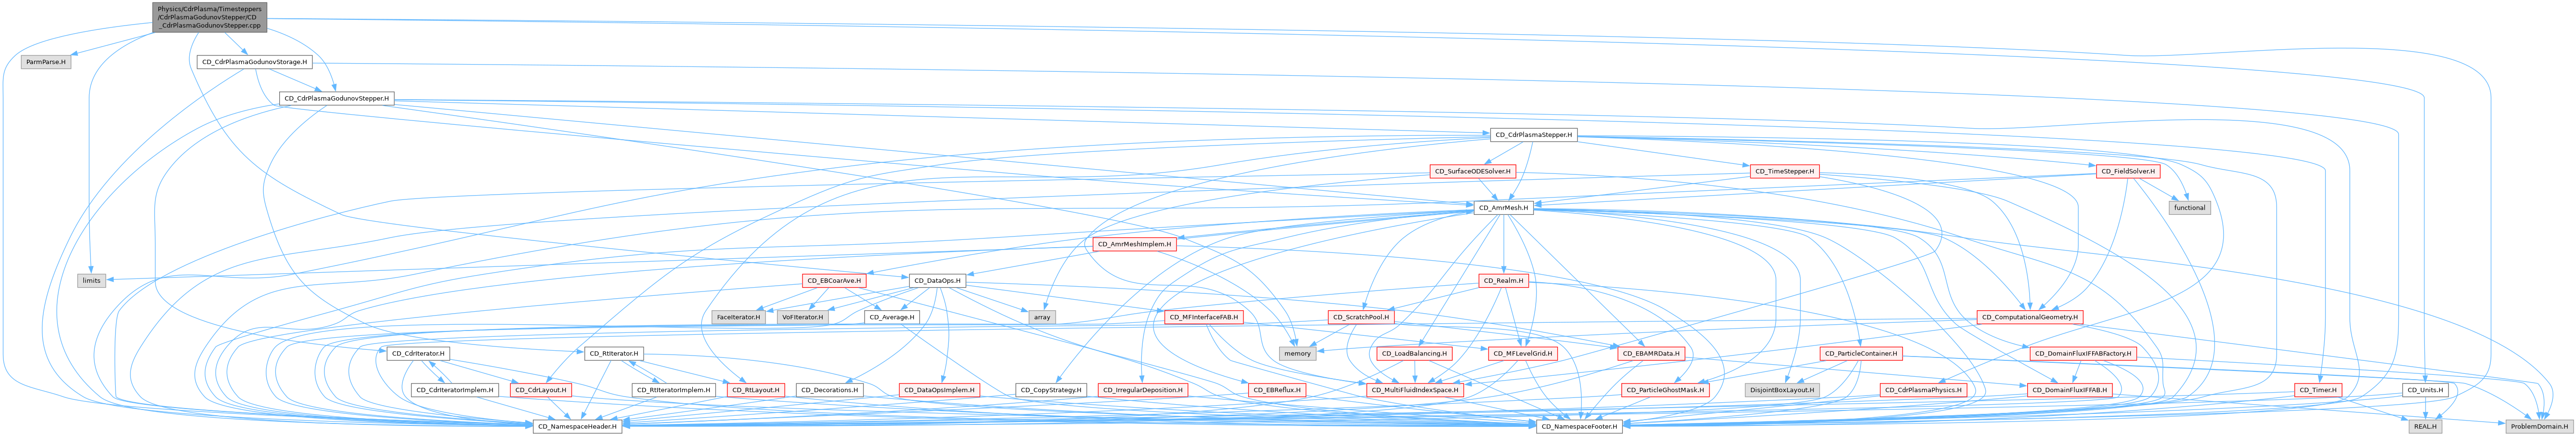 Physics/CdrPlasma/Timesteppers
/CdrPlasmaGodunovStepper/CD
_CdrPlasmaGodunovStepper.cpp
ParmParse.H
CD_CdrPlasmaGodunovStorage.H
CD_CdrPlasmaGodunovStepper.H
CD_CdrPlasmaStepper.H
CD_SurfaceODESolver.H
CD_TimeStepper.H
CD_FieldSolver.H
CD_AmrMesh.H
functional
CD_AmrMeshImplem.H
limits
CD_EBCoarAve.H
CD_DataOps.H
CD_Realm.H
FaceIterator.H
VoFIterator.H
CD_Average.H
array
CD_MFInterfaceFAB.H
CD_ScratchPool.H
CD_ComputationalGeometry.H
CD_CdrIterator.H
CD_RtIterator.H
memory
CD_LoadBalancing.H
CD_MFLevelGrid.H
CD_EBAMRData.H
CD_ParticleContainer.H
CD_DomainFluxIFFABFactory.H
CD_CdrIteratorImplem.H
CD_CdrLayout.H
CD_RtIteratorImplem.H
CD_RtLayout.H
CD_Decorations.H
CD_DataOpsImplem.H
CD_CopyStrategy.H
CD_IrregularDeposition.H
CD_EBReflux.H
CD_MultiFluidIndexSpace.H
CD_ParticleGhostMask.H
DisjointBoxLayout.H
CD_CdrPlasmaPhysics.H
CD_DomainFluxIFFAB.H
CD_Timer.H
CD_Units.H
CD_NamespaceHeader.H
CD_NamespaceFooter.H
REAL.H
ProblemDomain.H